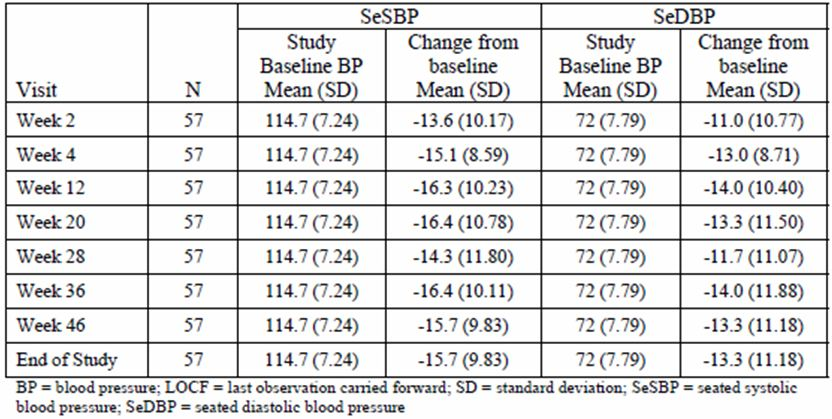 SeSBP SeDBP
Study Change from Study Change from
Baseline BP baseline Baseline BP baseline
Visit N Mean (SD) Mean (SD) Mean (SD) Mean (SD)
Week 2 57 114.7 (7.24) -13.6 (10.17) 72 (7.79) -11.0 (10.77)
Week 4 57 114.7 (7.24) -15.1 (8.59) 72 (7.79) -13.0 (8.71)
Week 12 57 114.7 (7.24) -16.3 (10.23) 72 (7.79) -14.0 (10.40)
Week 20 57 114.7 (7.24) -16.4 (10.78) 72 (7.79) -13.3 (11.50)
Week 28 57 114.7 (7.24) -14.3 (11.80) 72 (7.79) -11.7 (11.07)
Week 36 57 114.7 (7.24) -16.4 (10.11) 72 (7.79) -14.0 (11.88)
Week 46 57 114.7 (7.24) -15.7 (9.83) 72 (7.79) -13.3 (11.18)
End of Study 57 114.7 (7.24) -15.7 (9.83) 72 (7.79) -13.3 (11.18)
BP = blood pressure; LOCF = last observation carried forward; SD = standard deviation; SeSBP = seated systolic
blood pressure; SeDBP = seated diastolic blood pressure